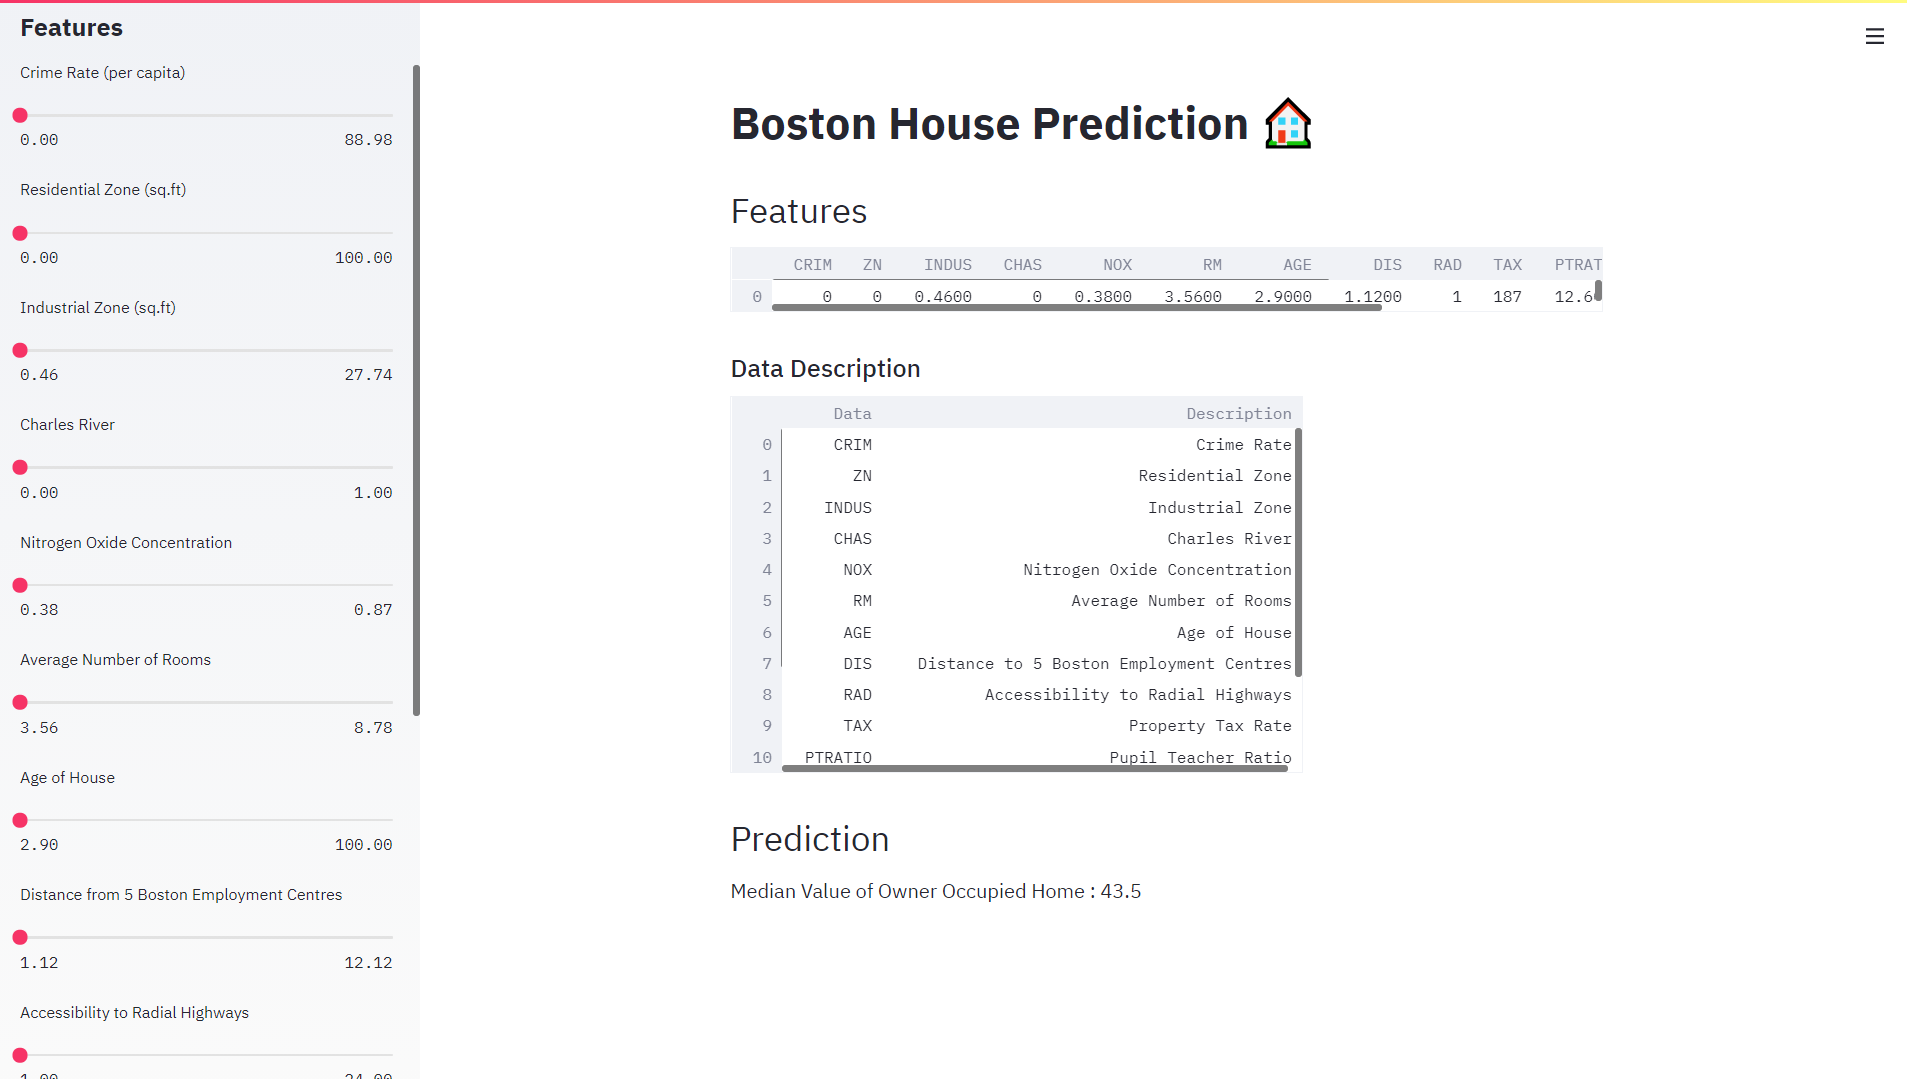 Features
Crime Rate (per capita)
0.00 88.98
Residential Zone (sq.ft)
0.00 100.00
Industrial Zone (sq.ft)
0.46 27.74
Charles River
0.00 1.00
Nitrogen Oxide Concentration
0.38 0.87
Average Number of Rooms
3.56 8.78
Age of House
2.90 100.00
Distance from 5 Boston Employment Centres
1.12 12.12
Accessibility to Radial Highways
1.00 24.00
Boston House Prediction
Features
CRIM ZN INDUS CHAS NOX RM AGE DIS RAD TAX PTRAT
0 0 0 0.4600 0 0.3800 3.5600 2.9000 1.1200 1 187 12.6
Data Description
Data Description
0 CRIM Crime Rate
1 ZN Residential Zone
2 INDUS Industrial Zone
3 CHAS Charles River
4 NOX Nitrogen Oxide Concentration
5 RM Average Number of Rooms
6 AGE Age of House
7 DIS Distance to 5 Boston Employment Centres
8 RAD Accessibility to Radial Highways
9 TAX Property Tax Rate
10 PTRATIO Pupil Teacher Ratio
Prediction
Median Value of Owner Occupied Home : 43.5